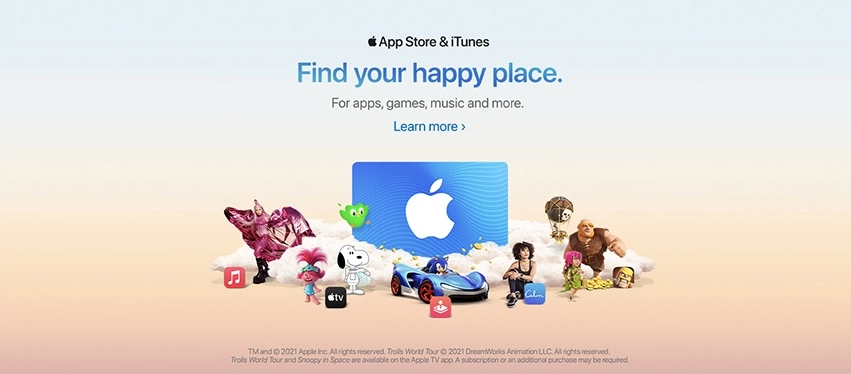 App Store & iTunes
Find your happy place.
For apps, games, music and more.
Learn more ›
tv
Calm
TM and © 2021 Apple Inc. All rights reserved. Trolls World Tour © 2021 DreamWorks Animation LLC. All rights reserved.
Trolls World Tour and Snoopy in Space are available on the Apple TV app. A subscription or an additional purchase may be required.